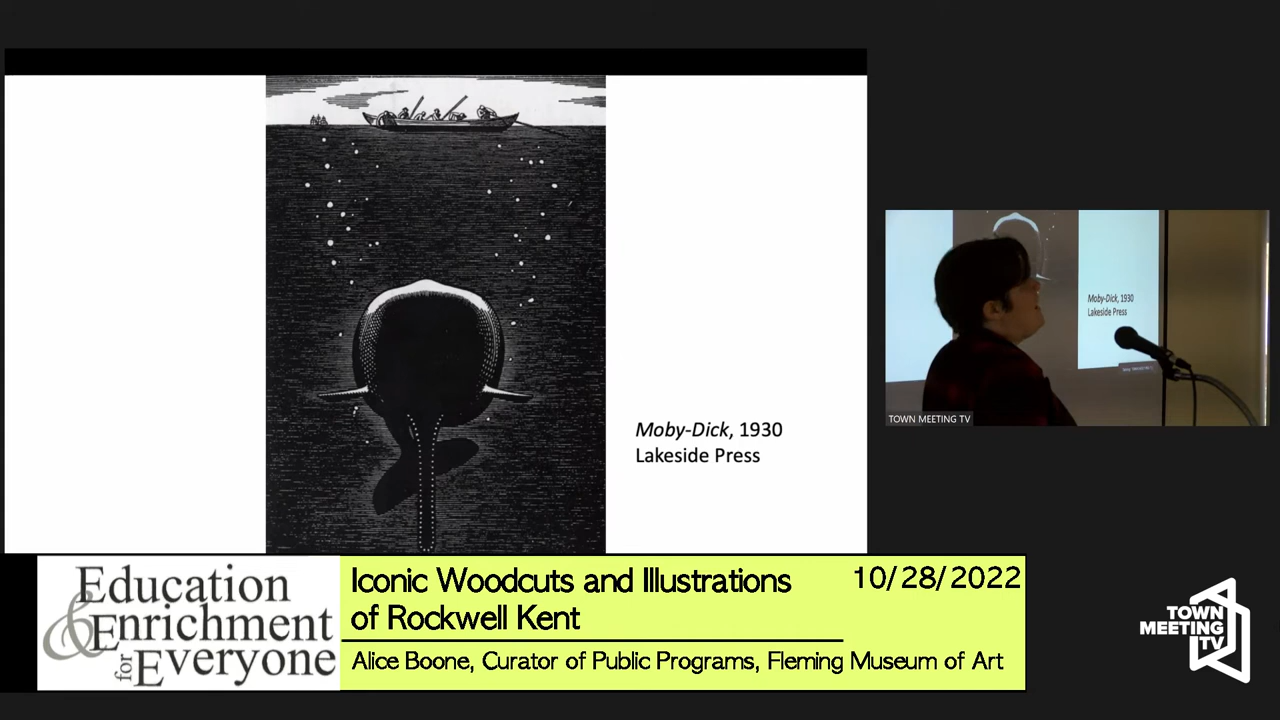 Moby-Dick, 1930
Lakeside Press
Moby-Dick, 1930
Lakeside Press
TOWN MEETING TV
Education
& Enrichment
for Everyone
Iconic Woodcuts and Illustrations
of Rockwell Kent
10/28/2022
Alice Boone, Curator of Public Programs, Fleming Museum of Art
TOWN
MEETING
TV